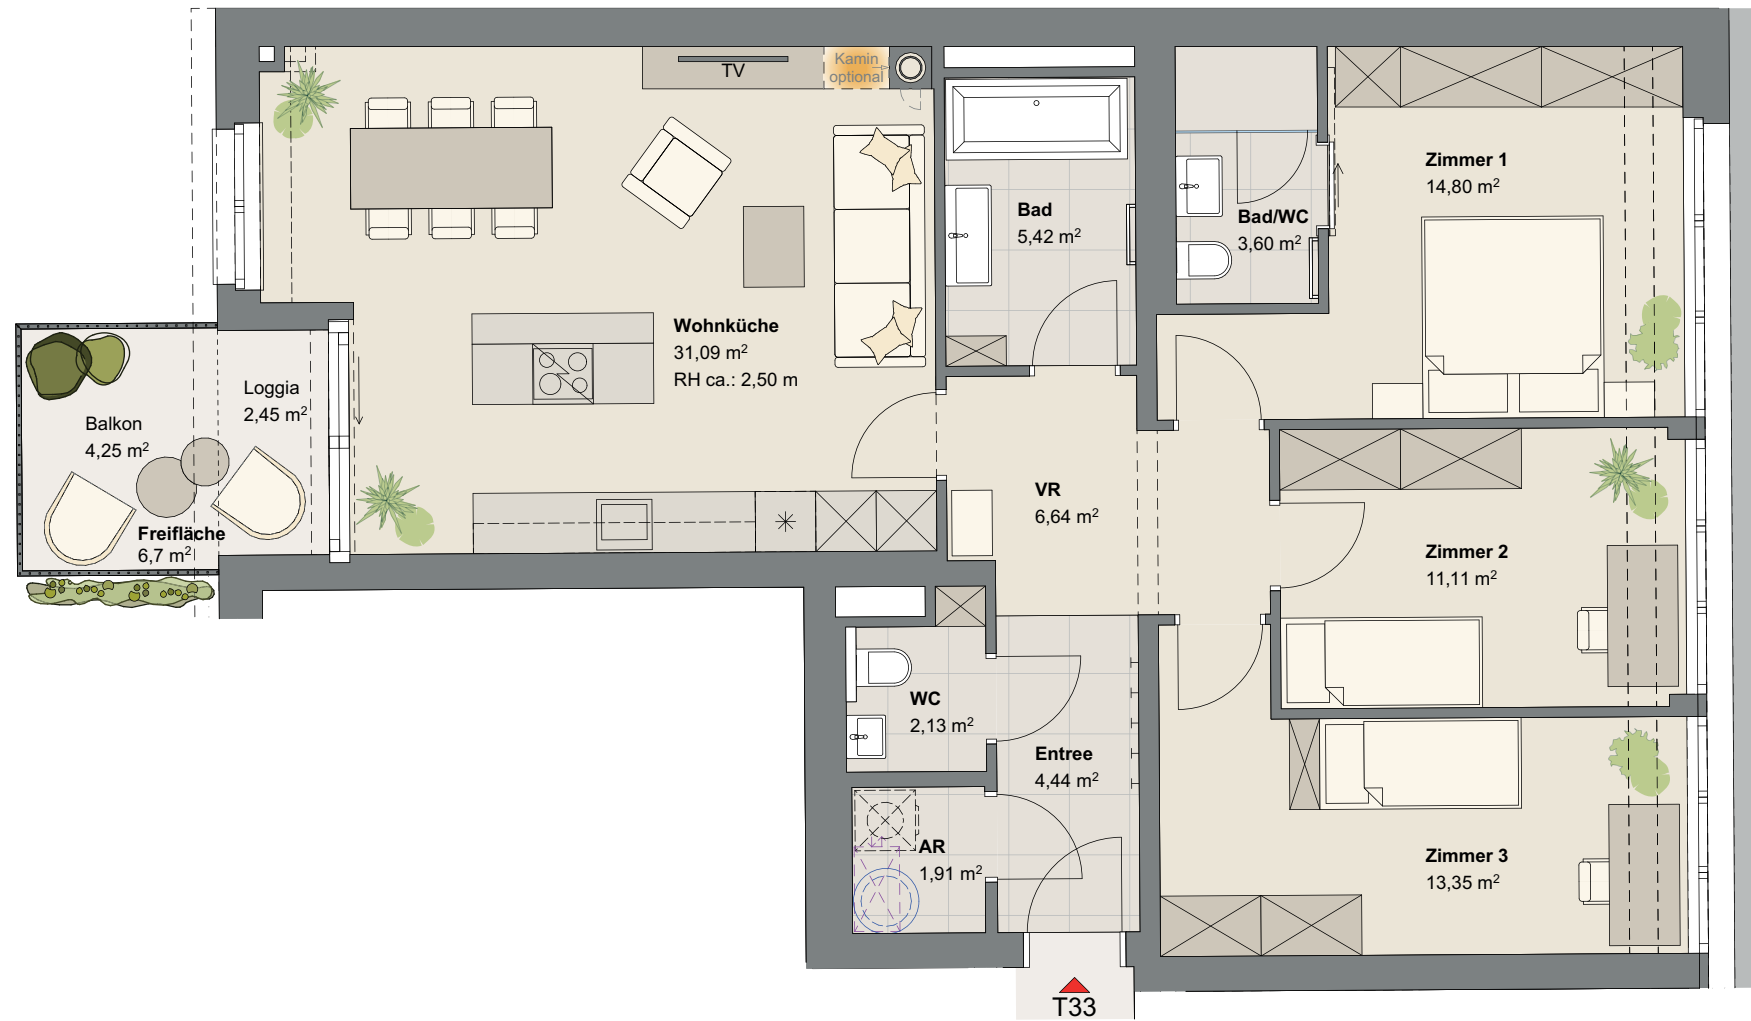 TV
Kamin
optional
Zimmer 1
14,80 m²
Bad
5,42 m²
Bad/WC
3,60 m²
Wohnküche
31,09 m²
RH ca.: 2,50 m
Loggia
2,45 m²
Balkon
4,25 m²
Freifläche
6,7 m²
VR
6,64 m²
Zimmer 2
11,11 m²
WC
2,13 m²
Entree
4,44 m²
AR
1,91 m²
Zimmer 3
13,35 m²
T33